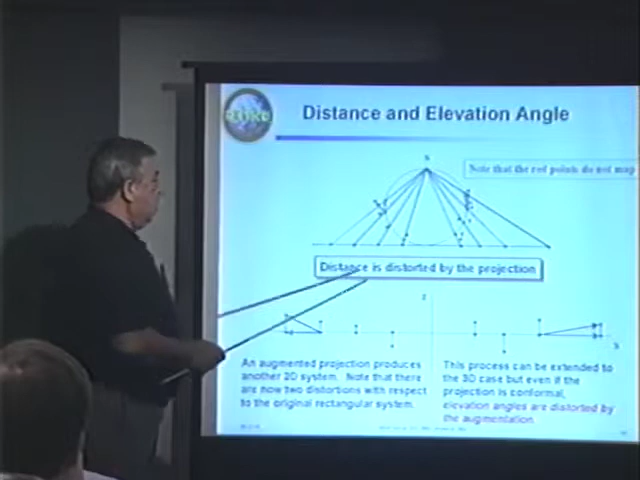 Distance and Elevation Angle
Note that the red points do not map
Distance is distorted by the projection
An augmented projection produces
another 2D system. Note that there
are now two distortions with respect
to the original rectangular system.
This process can be extended to
the 3D case but even if the
projection is conformal,
elevation angles are distorted by
the augmentation